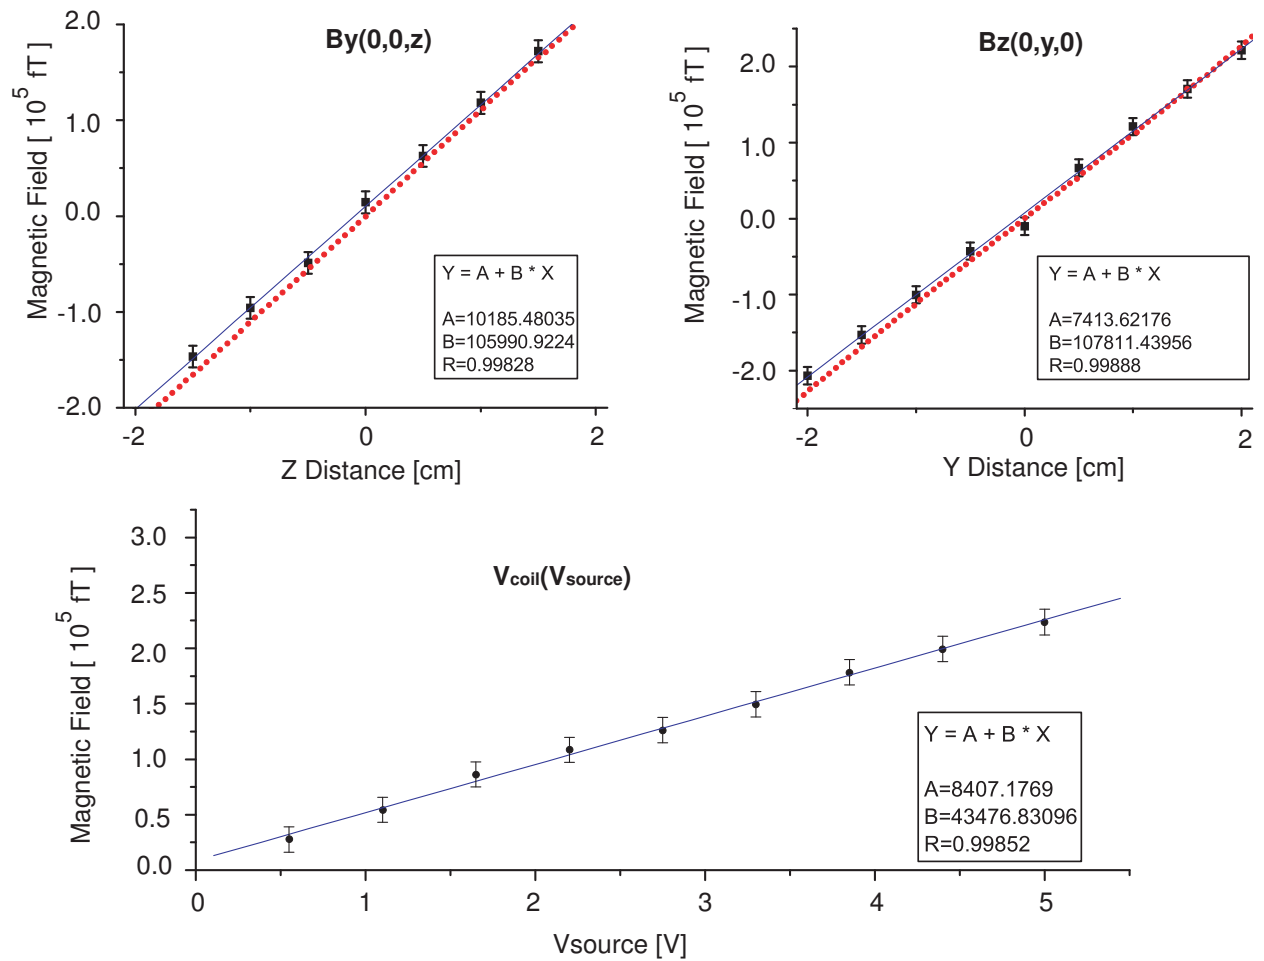 By(0,0,z)
Magnetic Field [ 10^5 fT]
2.0
1.0
0.0
-1.0
-2.0
Y = A + B * X
A=10185.48035
B=105990.9224
R=0.99828
-2 0 2
Z Distance [cm]
Bz(0,y,0)
Magnetic Field [ 10^5 fT]
2.0
1.0
0.0
-1.0
-2.0
Y = A + B * X
A=7413.62176
B=107811.43956
R=0.99888
-2 0 2
Y Distance [cm]
Vcoil(Vsource)
Magnetic Field [ 10^5 fT]
3.0
2.5
2.0
1.5
1.0
0.5
0.0
Y = A + B * X
A=8407.1769
B=43476.83096
R=0.99852
0 1 2 3 4 5
Vsource [V]